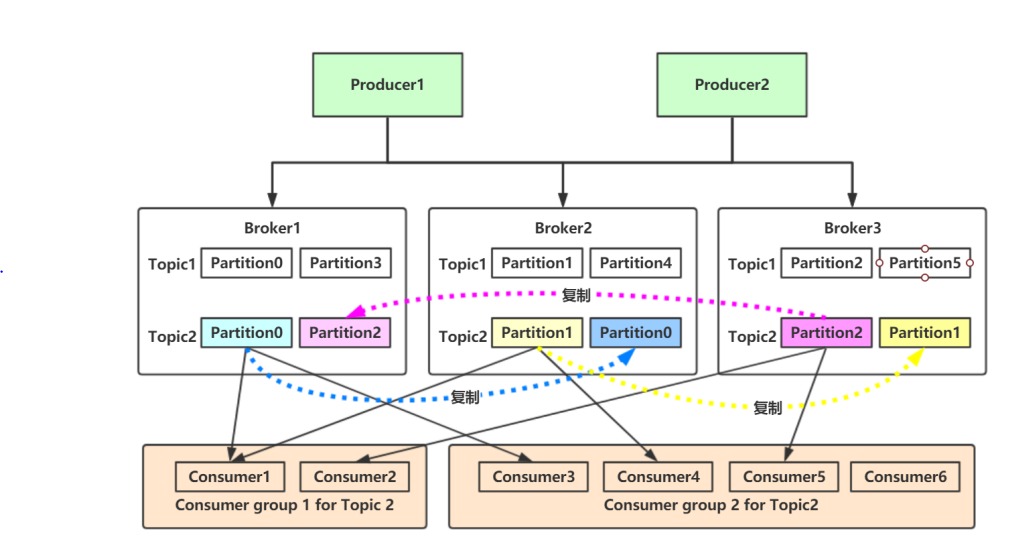 Producer1
Producer2
Broker1
Broker2
Broker3
Topic1 Partition0 Partition3
Topic1 Partition1 Partition4
Topic1 Partition2 Partition5
复制
Topic2 Partition0 Partition2
Topic2 Partition1 Partition0
Topic2 Partition2 Partition1
复制
复制
Consumer1 Consumer2
Consumer group 1 for Topic 2
Consumer3 Consumer4 Consumer5 Consumer6
Consumer group 2 for Topic2